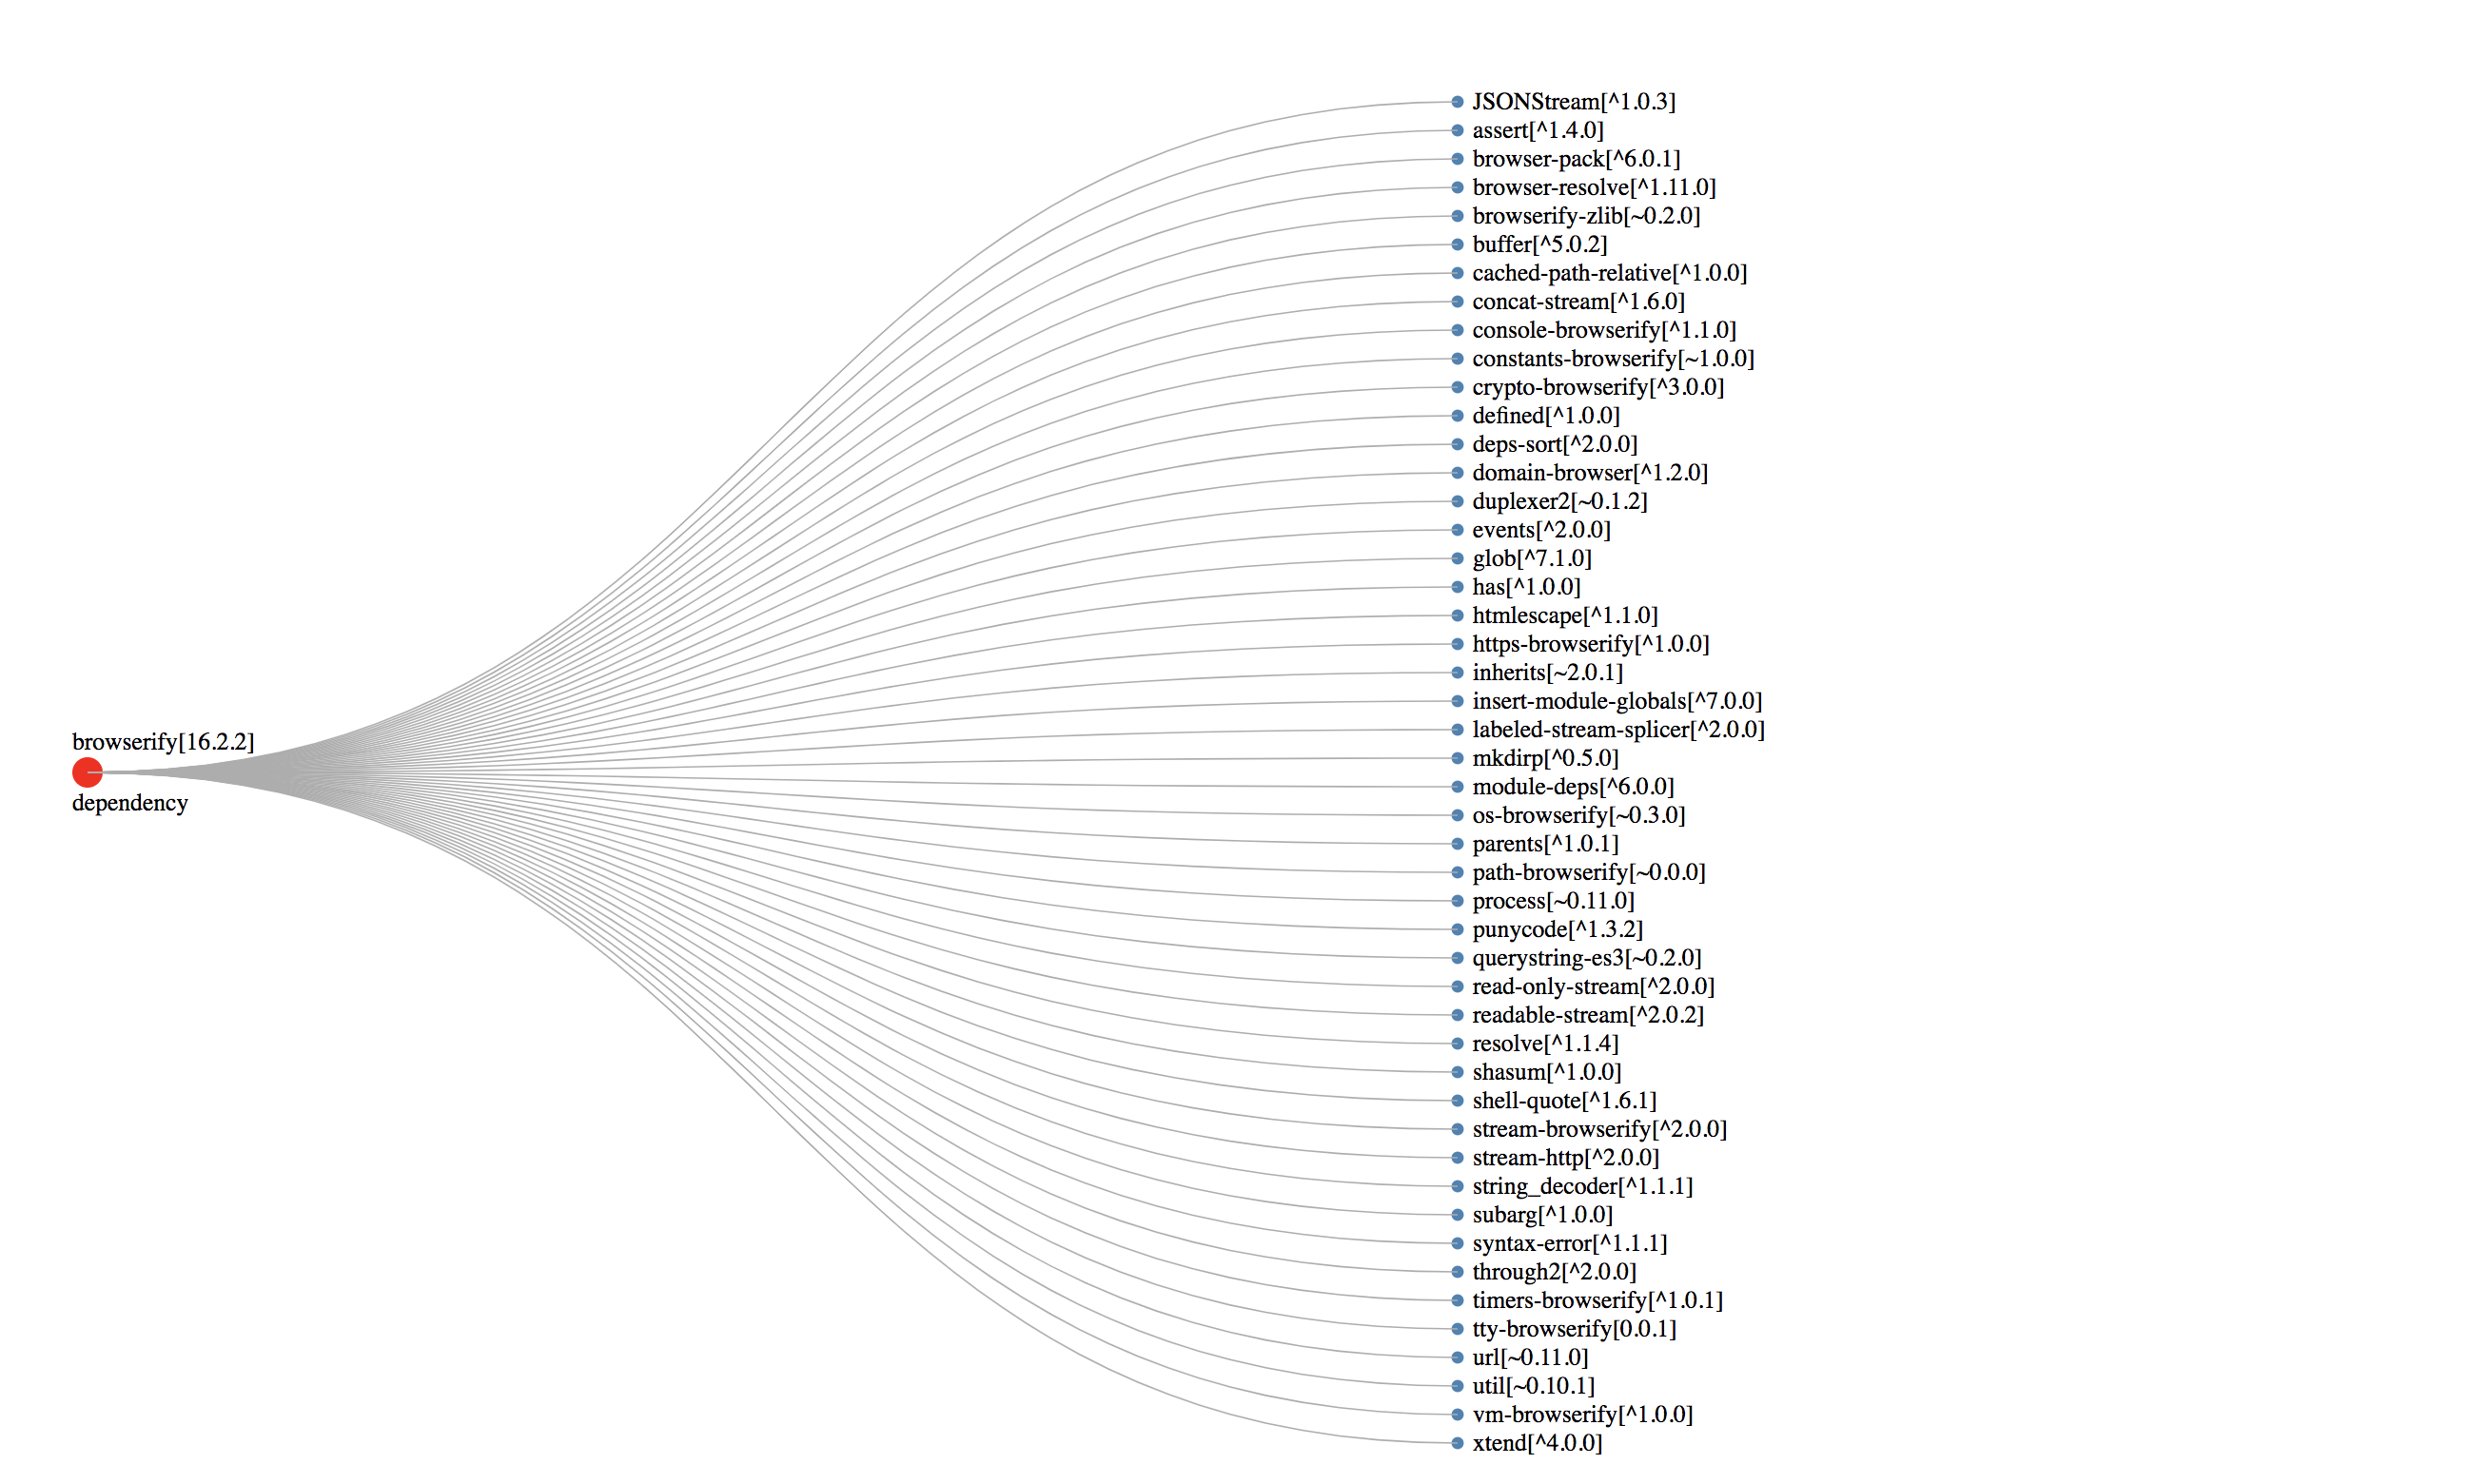 browserify[16.2.2]
dependency
JSONStream[^1.0.3]
assert[^1.4.0]
browser-pack[^6.0.1]
browser-resolve[^1.11.0]
browserify-zlib[~0.2.0]
buffer[^5.0.2]
cached-path-relative[^1.0.0]
concat-stream[^1.6.0]
console-browserify[^1.1.0]
constants-browserify[~1.0.0]
crypto-browserify[^3.0.0]
defined[^1.0.0]
deps-sort[^2.0.0]
domain-browser[^1.2.0]
duplexer2[~0.1.2]
events[^2.0.0]
glob[^7.1.0]
has[^1.0.0]
htmlescape[^1.1.0]
https-browserify[^1.0.0]
inherits[~2.0.1]
insert-module-globals[^7.0.0]
labeled-stream-splicer[^2.0.0]
mkdirp[^0.5.0]
module-deps[^6.0.0]
os-browserify[~0.3.0]
parents[^1.0.1]
path-browserify[~0.0.0]
process[~0.11.0]
punycode[^1.3.2]
querystring-es3[~0.2.0]
read-only-stream[^2.0.0]
readable-stream[^2.0.2]
resolve[^1.1.4]
shasum[^1.0.0]
shell-quote[^1.6.1]
stream-browserify[^2.0.0]
stream-http[^2.0.0]
string_decoder[^1.1.1]
subarg[^1.0.0]
syntax-error[^1.1.1]
through2[^2.0.0]
timers-browserify[^1.0.1]
tty-browserify[0.0.1]
url[~0.11.0]
util[~0.10.1]
vm-browserify[^1.0.0]
xtend[^4.0.0]